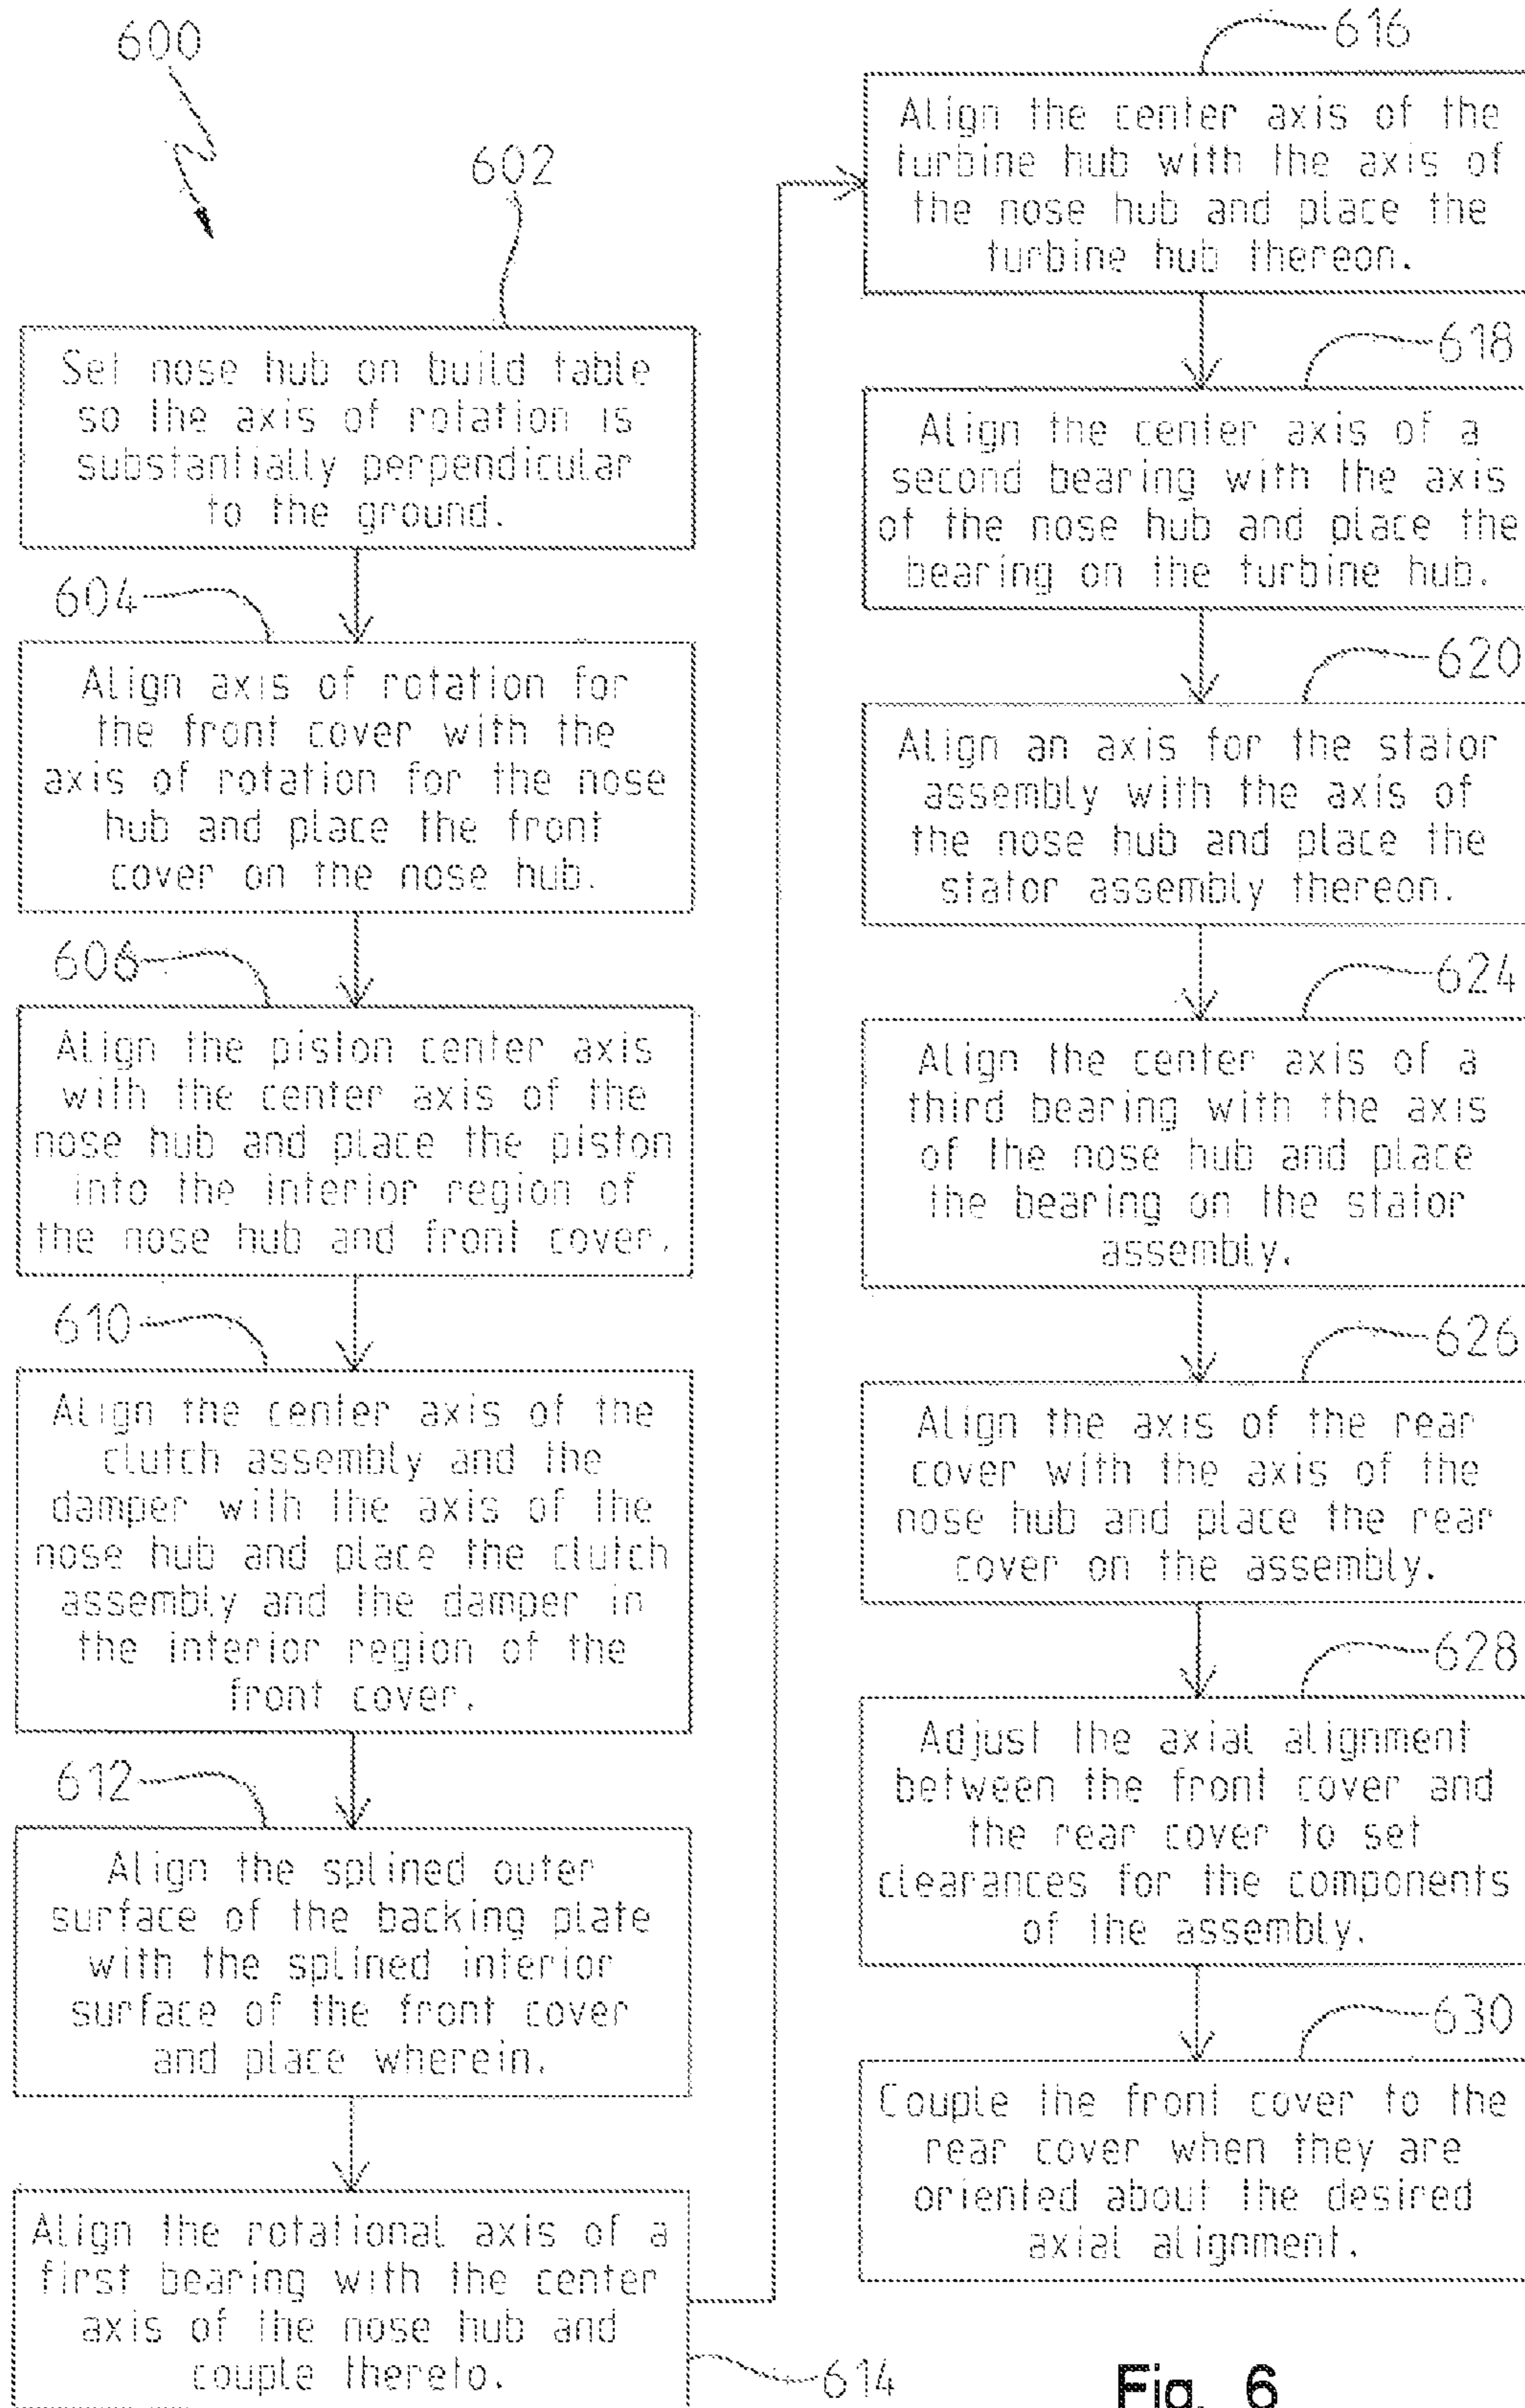 600
602
Set nose hub on build table
so the axis of rotation is
substantially perpendicular
to the ground.
604
Align axis of rotation for
the front cover with the
axis of rotation for the nose
hub and place the front
cover on the nose hub.
606
Align the piston center axis
with the center axis of the
nose hub and place the piston
into the interior region of
the nose hub and front cover.
610
Align the center axis of the
clutch assembly and the
damper with the axis of the
nose hub and place the clutch
assembly and the damper in
the interior region of the
front cover.
612
Align the splined outer
surface of the backing plate
with the splined interior
surface of the front cover
and place wherein.
Align the rotational axis of a
first bearing with the center
axis of the nose hub and
couple thereto.
614
616
Align the center axis of the
turbine hub with the axis of
the nose hub and place the
turbine hub thereon.
618
Align the center axis of a
second bearing with the axis
of the nose hub and place the
bearing on the turbine hub.
620
Align an axis for the stator
assembly with the axis of
the nose hub and place the
stator assembly thereon.
624
Align the center axis of a
third bearing with the axis
of the nose hub and place
the bearing on the stator
assembly.
626
Align the axis of the rear
cover with the axis of the
nose hub and place the rear
cover on the assembly.
628
Adjust the axial alignment
between the front cover and
the rear cover to set
clearances for the components
of the assembly.
630
Couple the front cover to the
rear cover when they are
oriented about the desired
axial alignment.
Fig. 6